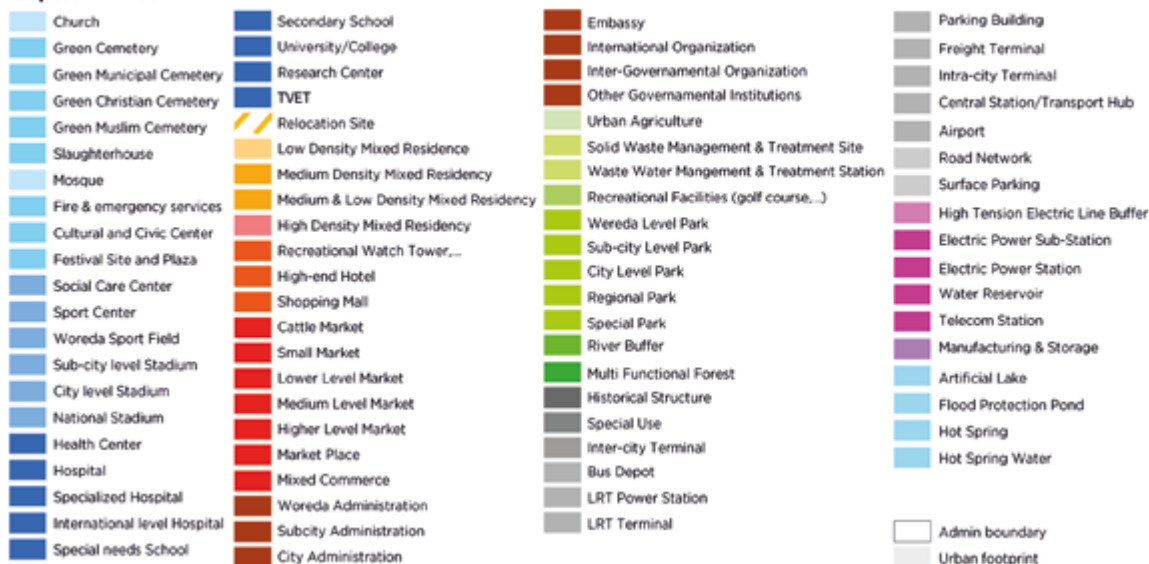 Church
Green Cemetery
Green Municipal Cemetery
Green Christian Cemetery
Green Muslim Cemetery
Slaughterhouse
Mosque
Fire & emergency services
Cultural and Civic Center
Festival Site and Plaza
Social Care Center
Sport Center
Woreda Sport Field
Sub-city level Stadium
City level Stadium
National Stadium
Health Center
Hospital
Specialized Hospital
International level Hospital
Special needs School
Secondary School
University/College
Research Center
TVET
Relocation Site
Low Density Mixed Residence
Medium Density Mixed Residency
Medium & Low Density Mixed Residency
High Density Mixed Residency
Recreational Watch Tower,...
High-end Hotel
Shopping Mall
Cattle Market
Small Market
Lower Level Market
Medium Level Market
Higher Level Market
Market Place
Mixed Commerce
Woreda Administration
Subcity Administration
City Administration
Embassy
International Organization
Inter-Governmental Organization
Other Governamental Institutions
Urban Agriculture
Solid Waste Management & Treatment Site
Waste Water Mangement & Treatment Station
Recreational Facilities (golf course,...)
Wereda Level Park
Sub-city Level Park
City Level Park
Regional Park
Special Park
River Buffer
Multi Functional Forest
Historical Structure
Special Use
Inter-city Terminal
Bus Depot
LRT Power Station
LRT Terminal
Parking Building
Freight Terminal
Intra-city Terminal
Central Station/Transport Hub
Airport
Road Network
Surface Parking
High Tension Electric Line Buffer
Electric Power Sub-Station
Electric Power Station
Water Reservoir
Telecom Station
Manufacturing & Storage
Artificial Lake
Flood Protection Pond
Hot Spring
Hot Spring Water
Admin boundary
Urban footprint